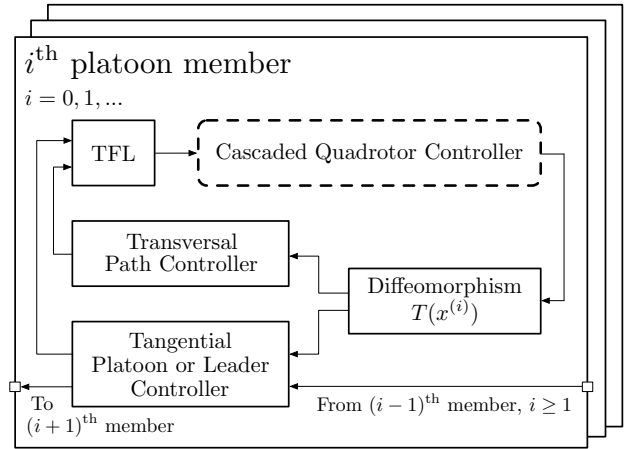 iᵗʰ platoon member
i = 0, 1, ...
TFL
Cascaded Quadrotor Controller
Transversal
Path Controller
Diffeomorphism
T(x⁽ⁱ⁾)
Tangential
Platoon or Leader
Controller
To
(i + 1)ᵗʰ member
From (i − 1)ᵗʰ member, i ≥ 1